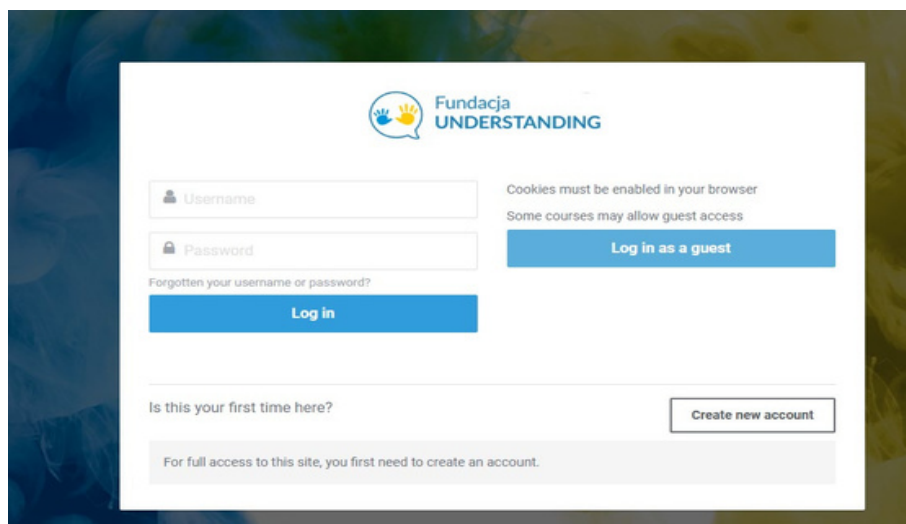 Fundacja
UNDERSTANDING
Username
Password
Forgotten your username or password?
Log in
Cookies must be enabled in your browser
Some courses may allow guest access
Log in as a guest
Is this your first time here?
Create new account
For full access to this site, you first need to create an account.